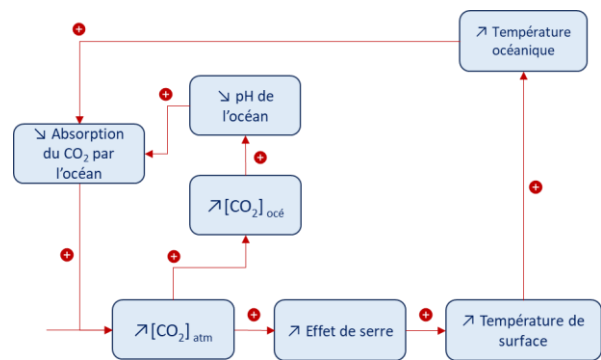 +
↗ Température
océanique
+
↘ pH de
l'océan
↘ Absorption
du CO₂ par
l'océan
+
+
↗[CO₂] océ
+
+
↗[CO₂] atm
+
↗ Effet de serre
+
↗ Température de
surface